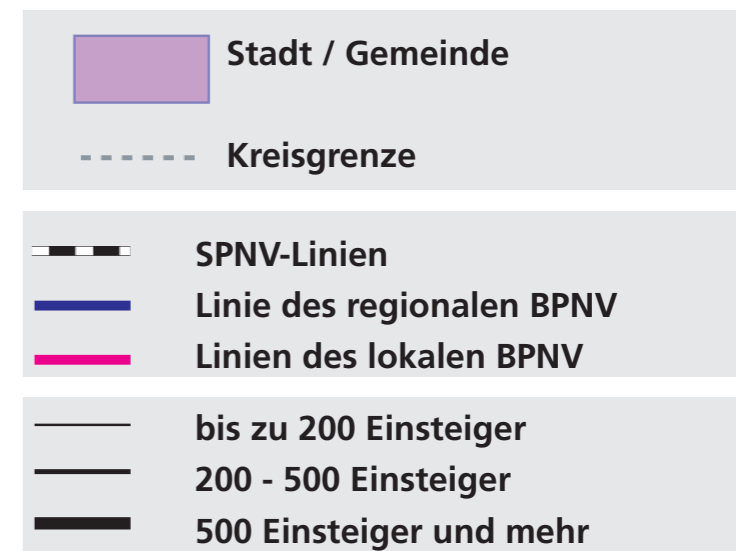 Stadt / Gemeinde
Kreisgrenze
SPNV-Linien
Linie des regionalen BPNV
Linien des lokalen BPNV
bis zu 200 Einsteiger
200 - 500 Einsteiger
500 Einsteiger und mehr